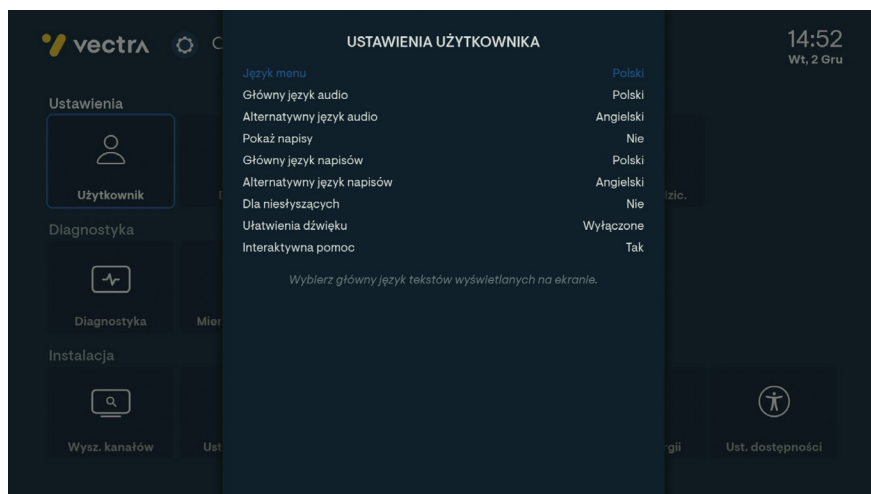 vectra
14:52
Wt, 2 Gru
Ustawienia
Użytkownik
Diagnostyka
Diagnostyka
Instalacja
Wysz. kanałów
Ust. dostępności
USTAWIENIA UŻYTKOWNIKA
Język menu Polski
Główny język audio Polski
Alternatywny język audio Angielski
Pokaż napisy Nie
Główny język napisów Polski
Alternatywny język napisów Angielski
Dla niesłyszących Nie
Ułatwienia dźwięku Wyłączone
Interaktywna pomoc Tak
Wybierz główny język tekstów wyświetlanych na ekranie.